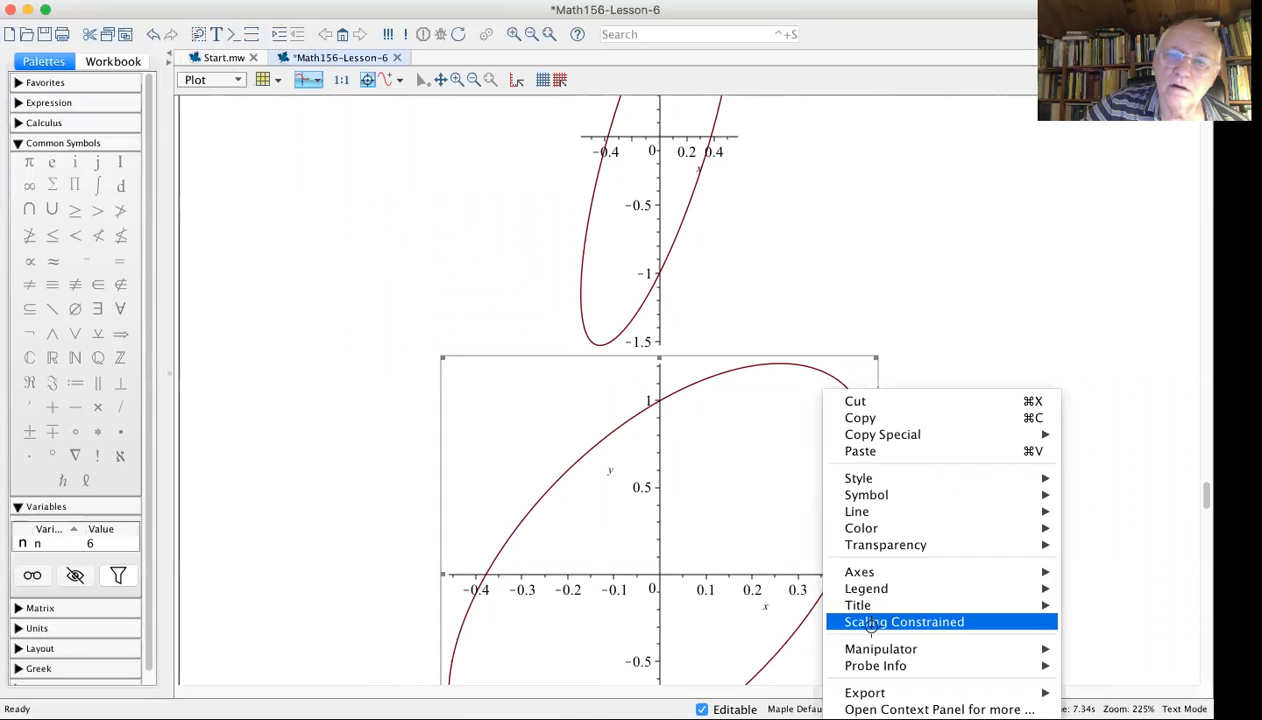 *Math156-Lesson-6
Search
⌃+S
Palettes
Workbook
Start.mw
*Math156-Lesson-6
Plot
1:1
Favorites
Expression
Calculus
Common Symbols
π e i j I
∞ Σ Π ∫ d
∩ ∪ ≥ > ≯
≱ ≤ < ≮ ≰
∝ ≈ =
≠ ≡ ≢ ∈ ∉
⊆ ∖ ∅ ∃ ∀
¬ ∧ ∨ ⊻ ⇒
ℂ ℝ ℕ ℚ ℤ
ℜ ℑ := ∥ ⊥
′ + − × /
± ∓ ∘ * ·
. ° ∇ ! ℵ
ℏ ℓ
Variables
Vari... Value
n n 6
Matrix
Units
Layout
Greek
−0.4 0 0.2 0.4
x
−0.5
−1
−1.5
1
y
0.5
−0.4 −0.3 −0.2 −0.1 0. 0.1 0.2 0.3
x
−0.5
Cut ⌘X
Copy ⌘C
Copy Special
Paste ⌘V
Style
Symbol
Line
Color
Transparency
Axes
Legend
Title
Scaling Constrained
Manipulator
Probe Info
Export
Open Context Panel for more ...
Ready
Editable
Maple Defau
e: 7.34s
Zoom: 225%
Text Mode